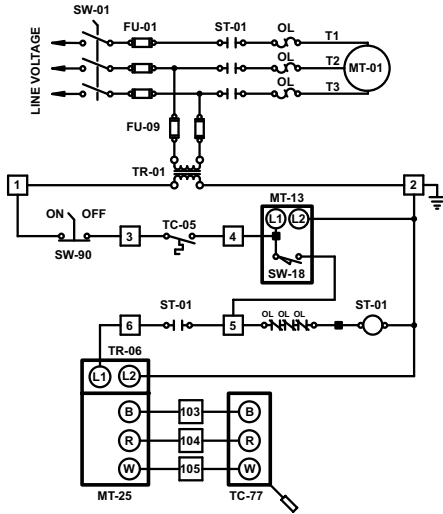 SW-01
FU-01
ST-01
OL
T1
LINE VOLTAGE
OL
T2
MT-01
OL
T3
FU-09
TR-01
1
2
MT-13
ON
OFF
TC-05
L1
L2
3
4
SW-90
SW-18
ST-01
OL OL OL
ST-01
6
5
TR-06
L1
L2
B
103
B
R
104
R
W
105
W
MT-25
TC-77